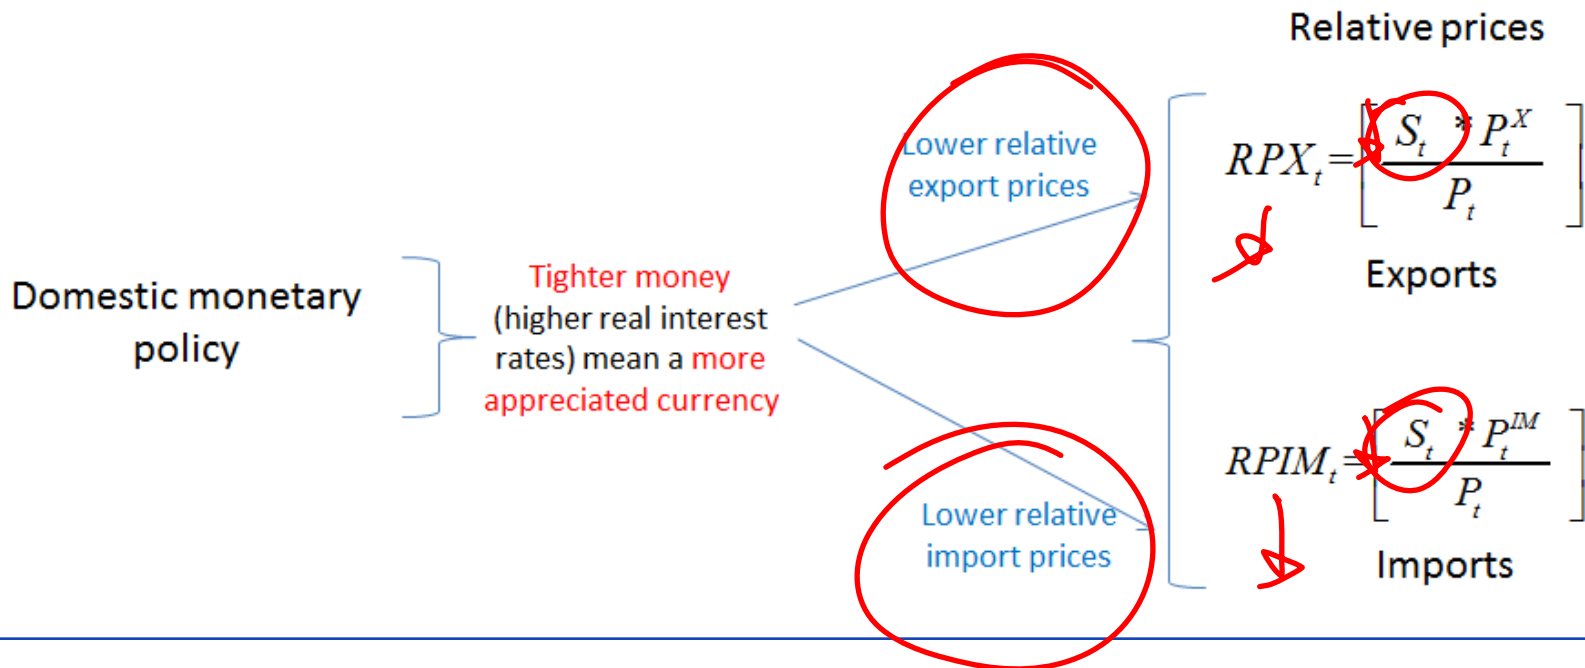 Relative prices
Lower relative
export prices
RPX_t = [ S_t * P_t^X / P_t ]
Exports
Domestic monetary
policy
Tighter money
(higher real interest
rates) mean a more
appreciated currency
Lower relative
import prices
RPIM_t = [ S_t * P_t^IM / P_t ]
Imports